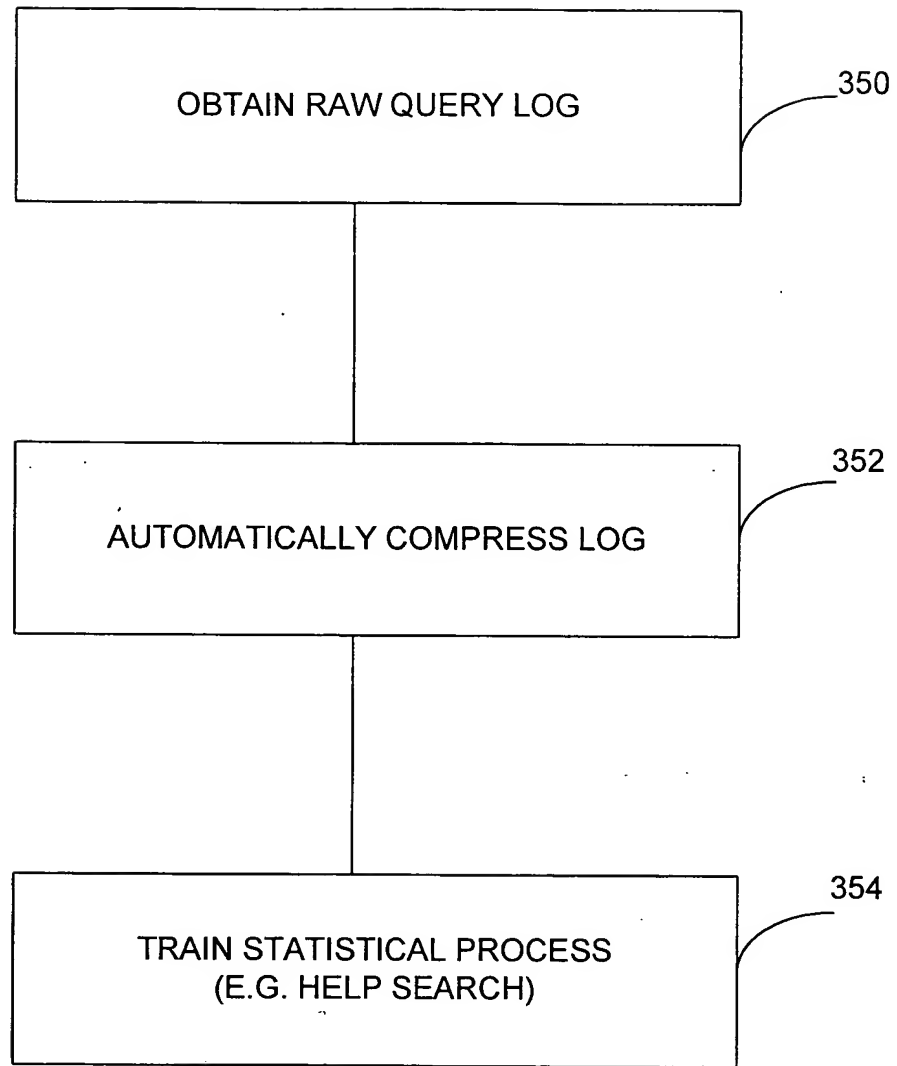 OBTAIN RAW QUERY LOG
350
AUTOMATICALLY COMPRESS LOG
352
TRAIN STATISTICAL PROCESS
(E.G. HELP SEARCH)
354